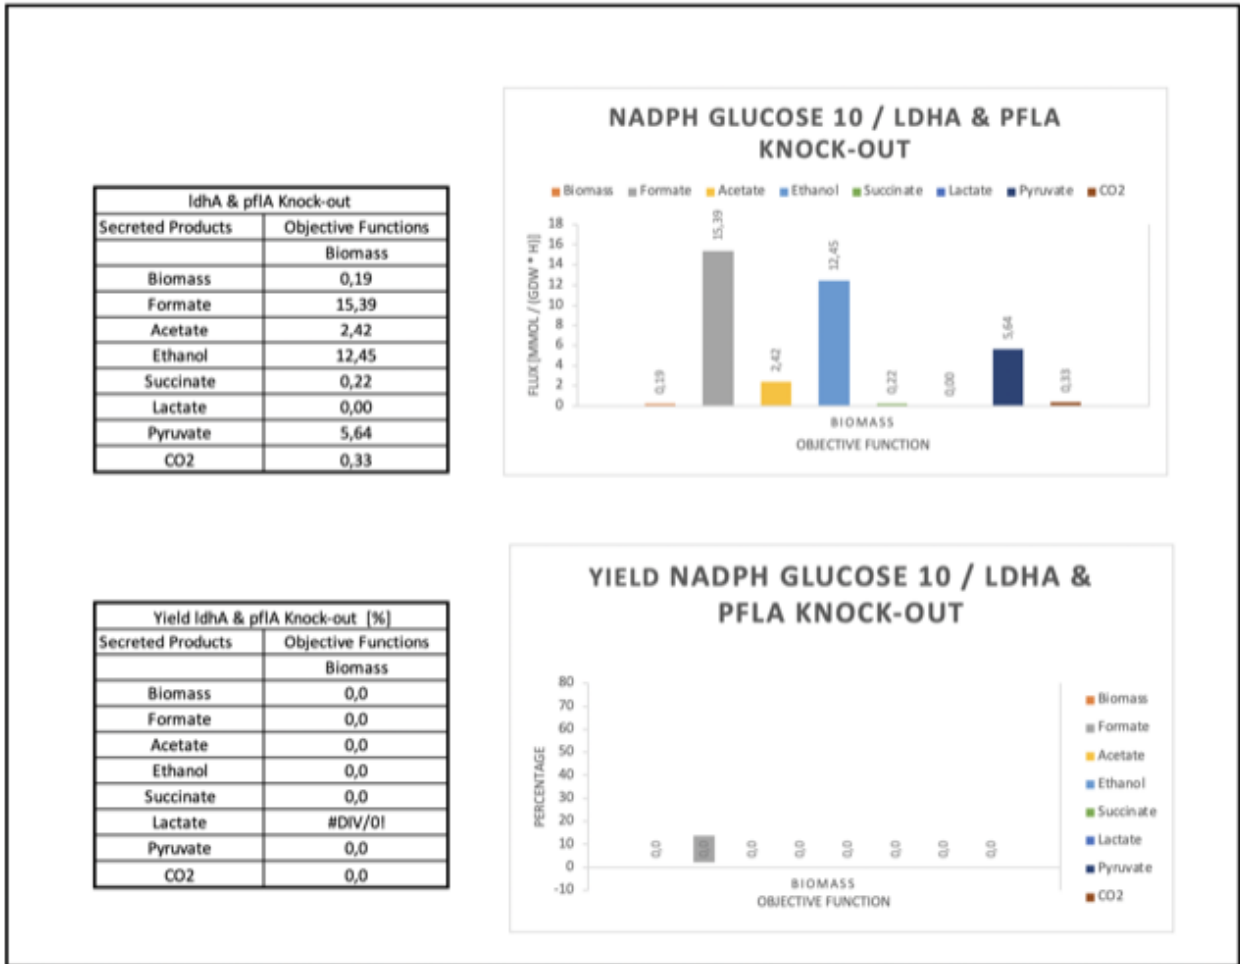 NADPH GLUCOSE 10 / LDHA & PFLA
KNOCK-OUT
Biomass Formate Acetate Ethanol Succinate Lactate Pyruvate CO2
ldhA & pflA Knock-out
Secreted Products Objective Functions
Biomass
Biomass 0,19
Formate 15,39
Acetate 2,42
Ethanol 12,45
Succinate 0,22
Lactate 0,00
Pyruvate 5,64
CO2 0,33
FLUX [MMOL / (GDW * H)]
18
16
14
12
10
8
6
4
2
0
0,19 15,39 2,42 12,45 0,22 0,00 5,64 0,33
BIOMASS
OBJECTIVE FUNCTION
YIELD NADPH GLUCOSE 10 / LDHA &
PFLA KNOCK-OUT
Yield ldhA & pflA Knock-out [%]
Secreted Products Objective Functions
Biomass
Biomass 0,0
Formate 0,0
Acetate 0,0
Ethanol 0,0
Succinate 0,0
Lactate #DIV/0!
Pyruvate 0,0
CO2 0,0
PERCENTAGE
80
70
60
50
40
30
20
10
0
-10
0,0 0,0 0,0 0,0 0,0 0,0 0,0 0,0
BIOMASS
OBJECTIVE FUNCTION
Biomass
Formate
Acetate
Ethanol
Succinate
Lactate
Pyruvate
CO2